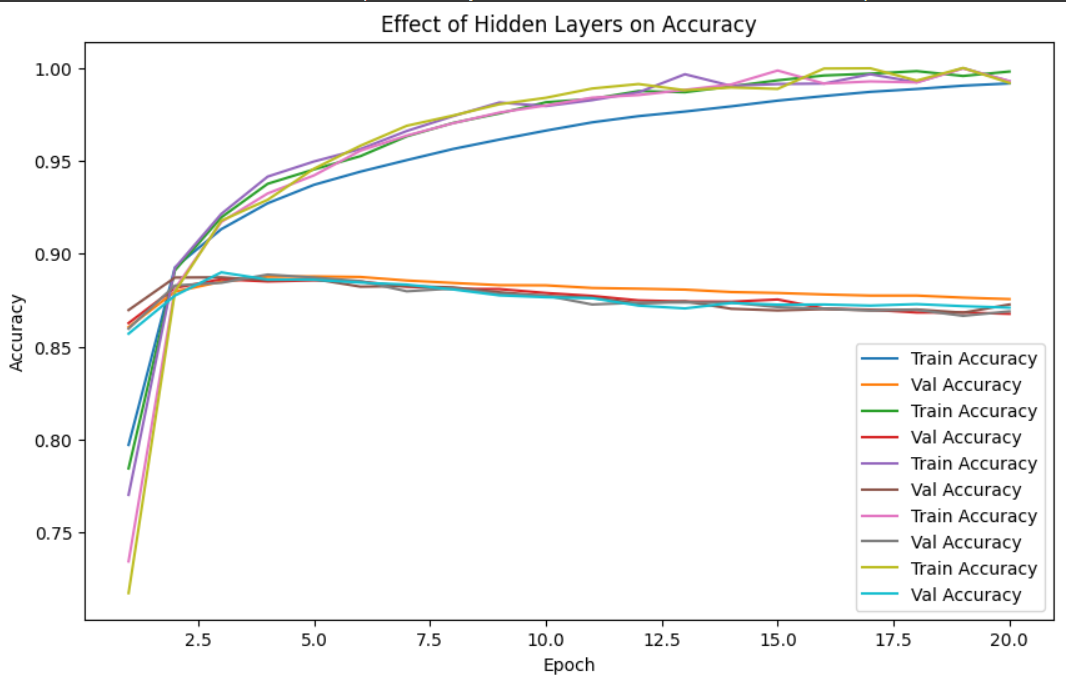 Effect of Hidden Layers on Accuracy
1.00
0.95
0.90
0.85
0.80
0.75
Accuracy
2.5 5.0 7.5 10.0 12.5 15.0 17.5 20.0
Epoch
Train Accuracy
Val Accuracy
Train Accuracy
Val Accuracy
Train Accuracy
Val Accuracy
Train Accuracy
Val Accuracy
Train Accuracy
Val Accuracy